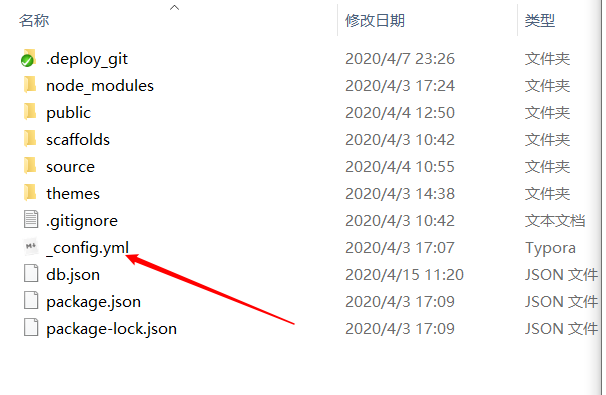 名称 修改日期 类型
.deploy_git 2020/4/7 23:26 文件夹
node_modules 2020/4/3 17:24 文件夹
public 2020/4/4 12:50 文件夹
scaffolds 2020/4/3 10:42 文件夹
source 2020/4/4 10:55 文件夹
themes 2020/4/3 14:38 文件夹
.gitignore 2020/4/3 10:42 文本文档
_config.yml 2020/4/3 17:07 Typora
db.json 2020/4/15 11:20 JSON 文件
package.json 2020/4/3 17:09 JSON 文件
package-lock.json 2020/4/3 17:09 JSON 文件